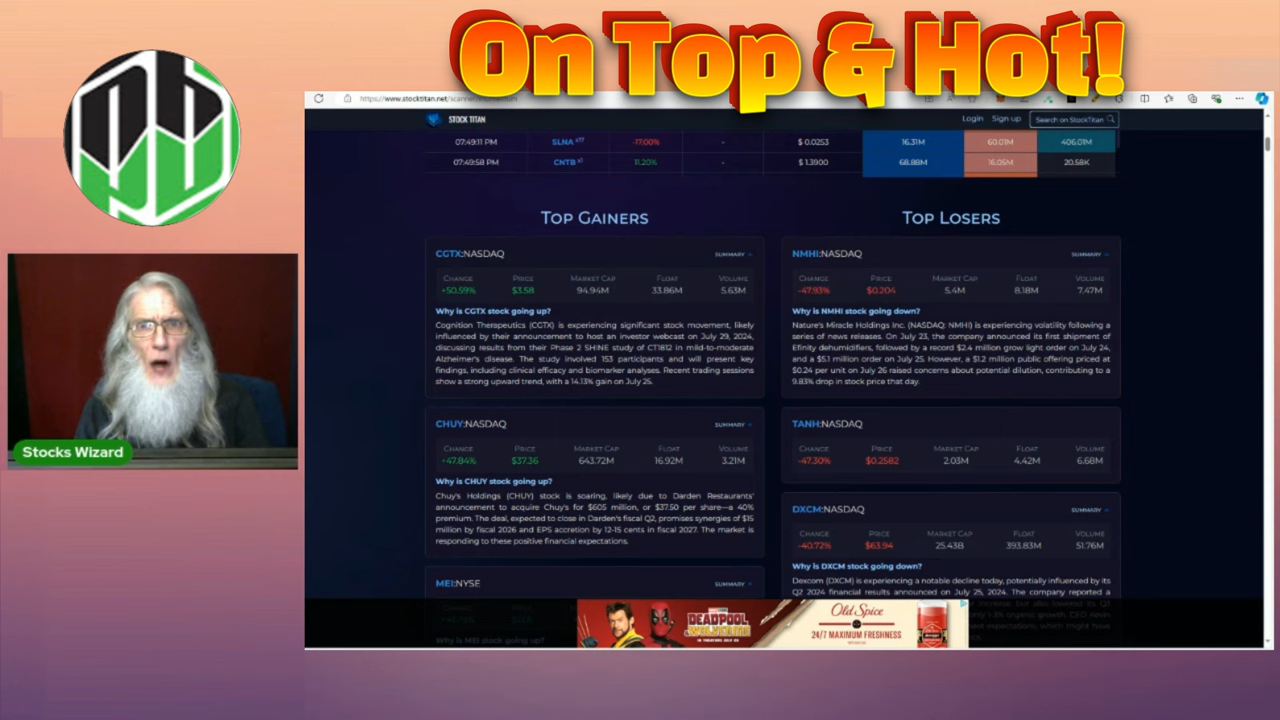 On Top & Hot!
https://www.stocktitan.net/scanner
STOCK TITAN
Login Sign up Search on StockTitan
07:49:11 PM SLNA x17 -17.00% - $ 0.0253 16.31M 60.01M 406.01M
07:49:58 PM CNTB x1 11.20% - $ 1.3900 68.88M 16.05M 20.58K
TOP GAINERS
CGTX:NASDAQ SUMMARY
CHANGE PRICE MARKET CAP FLOAT VOLUME
+50.59% $3.58 94.94M 33.86M 5.63M
Why is CGTX stock going up?
Cognition Therapeutics (CGTX) is experiencing significant stock movement, likely
influenced by their announcement to host an investor webcast on July 29, 2024,
discussing results from their Phase 2 SHINE study of CT1812 in mild-to-moderate
Alzheimer's disease. The study involved 153 participants and will present key
findings, including clinical efficacy and biomarker analyses. Recent trading sessions
show a strong upward trend, with a 14.13% gain on July 25.
CHUY:NASDAQ SUMMARY
CHANGE PRICE MARKET CAP FLOAT VOLUME
+47.84% $37.36 643.72M 16.92M 3.21M
Why is CHUY stock going up?
Chuy's Holdings (CHUY) stock is soaring, likely due to Darden Restaurants'
announcement to acquire Chuy's for $605 million, or $37.50 per share—a 40%
premium. The deal, expected to close in Darden's fiscal Q2, promises synergies of $15
million by fiscal 2026 and EPS accretion by 12-15 cents in fiscal 2027. The market is
responding to these positive financial expectations.
MEI:NYSE SUMMARY
CHANGE PRICE MARKET CAP FLOAT VOLUME
Why is MEI stock going up?
TOP LOSERS
NMHI:NASDAQ SUMMARY
CHANGE PRICE MARKET CAP FLOAT VOLUME
-47.93% $0.204 5.4M 8.18M 7.47M
Why is NMHI stock going down?
Nature's Miracle Holdings Inc. (NASDAQ: NMHI) is experiencing volatility following a
series of news releases. On July 23, the company announced its first shipment of
Efinity dehumidifiers, followed by a record $2.4 million grow light order on July 24,
and a $5.1 million order on July 25. However, a $1.2 million public offering priced at
$0.24 per unit on July 26 raised concerns about potential dilution, contributing to a
9.83% drop in stock price that day.
TANH:NASDAQ
CHANGE PRICE MARKET CAP FLOAT VOLUME
-47.30% $0.2582 2.03M 4.42M 6.68M
DXCM:NASDAQ SUMMARY
CHANGE PRICE MARKET CAP FLOAT VOLUME
-40.72% $63.94 25.43B 393.83M 51.76M
Why is DXCM stock going down?
Dexcom (DXCM) is experiencing a notable decline today, potentially influenced by its
Q2 2024 financial results announced on July 25, 2024. The company reported a
Stocks Wizard
DEADPOOL
& WOLVERINE
Old Spice
24/7 MAXIMUM FRESHNESS